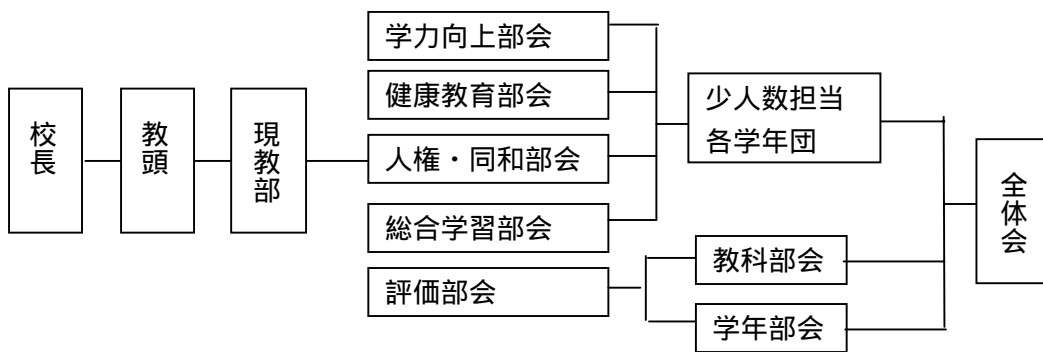 校長
教頭
現教部
学力向上部会
健康教育部会
人権・同和部会
総合学習部会
評価部会
少人数担当
各学年団
教科部会
学年部会
全体会